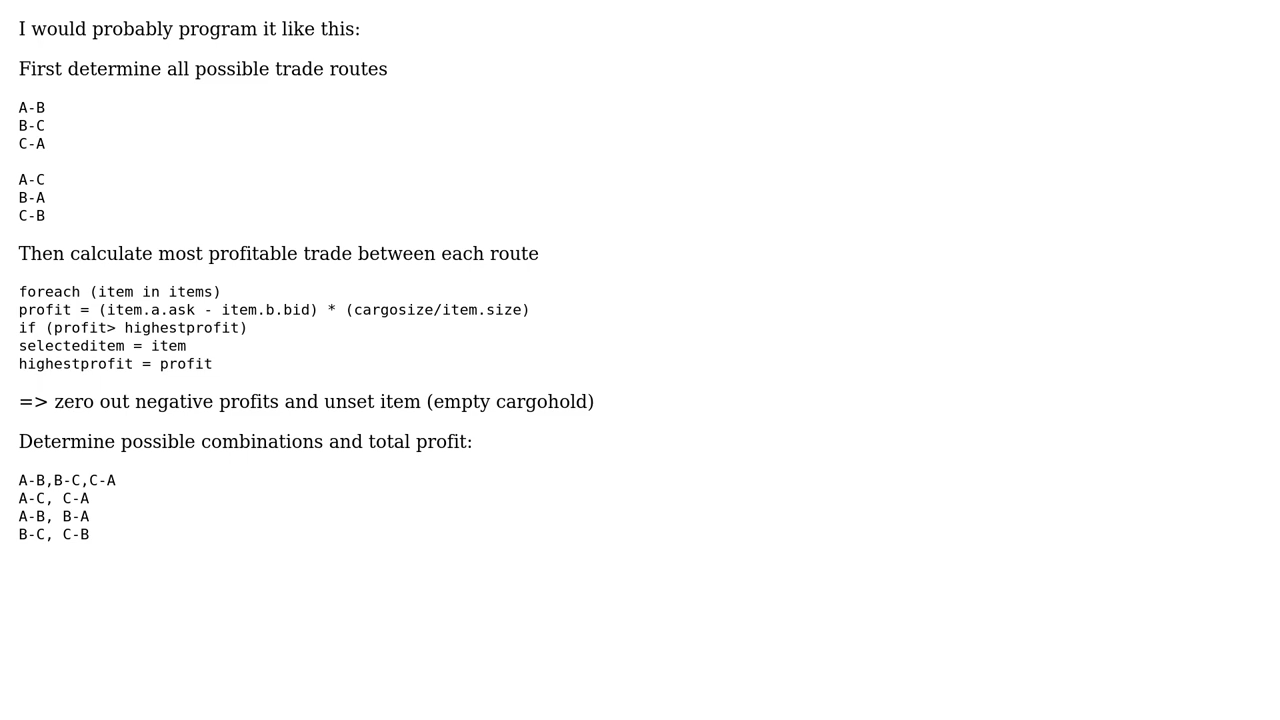 I would probably program it like this:
First determine all possible trade routes
A-B
B-C
C-A
A-C
B-A
C-B
Then calculate most profitable trade between each route
foreach (item in items)
profit = (item.a.ask - item.b.bid) * (cargosize/item.size)
if (profit> highestprofit)
selecteditem = item
highestprofit = profit
=> zero out negative profits and unset item (empty cargohold)
Determine possible combinations and total profit:
A-B,B-C,C-A
A-C, C-A
A-B, B-A
B-C, C-B